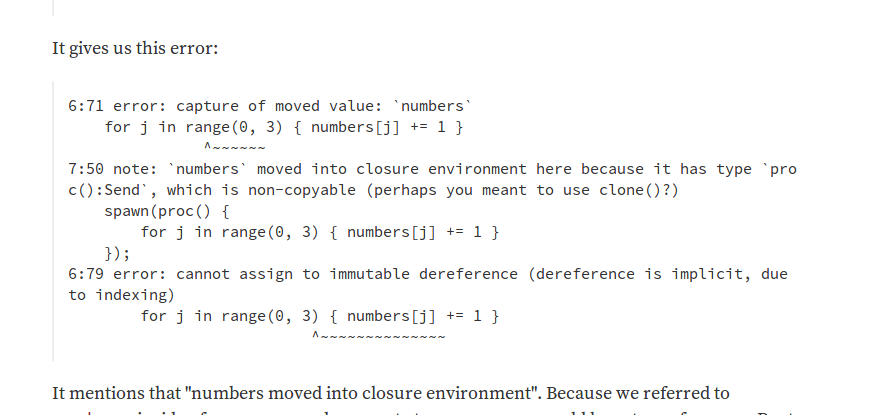 It gives us this error:
6:71 error: capture of moved value: `numbers`
for j in range(0, 3) { numbers[j] += 1 }
^~~~~~~
7:50 note: `numbers` moved into closure environment here because it has type `pro
c():Send`, which is non-copyable (perhaps you meant to use clone()?)
spawn(proc() {
for j in range(0, 3) { numbers[j] += 1 }
});
6:79 error: cannot assign to immutable dereference (dereference is implicit, due
to indexing)
for j in range(0, 3) { numbers[j] += 1 }
^~~~~~~~~~~~~~~
It mentions that "numbers moved into closure environment". Because we referred to